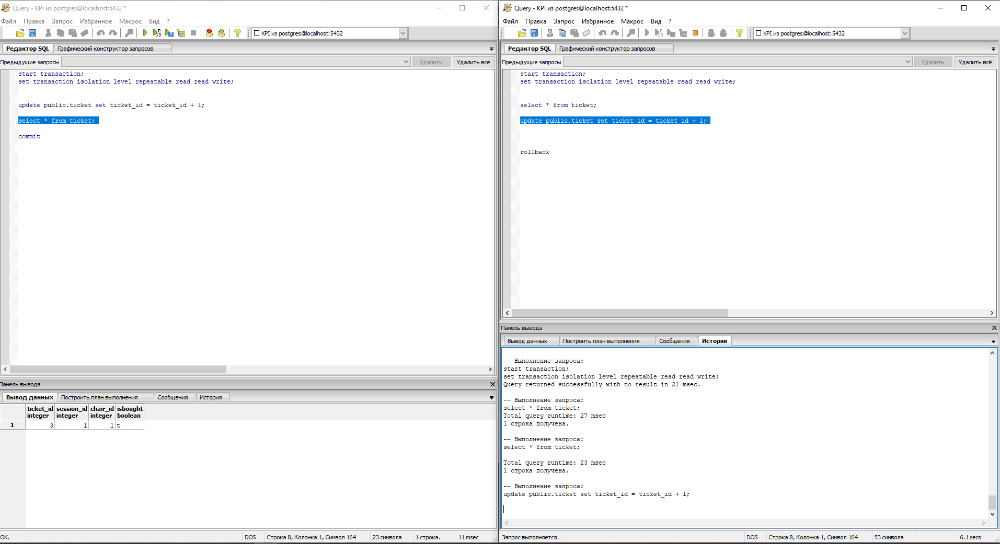 Query - KPI из postgres@localhost:5432 *
Файл Правка Запрос Избранное Макрос Вид ?
KPI из postgres@localhost:5432
Редактор SQL Графический конструктор запросов
Предыдущие запросы Удалить Удалить всё
start transaction;
set transaction isolation level repeatable read read write;
update public.ticket set ticket_id = ticket_id + 1;
select * from ticket;
commit
Панель вывода
Вывод данных Построить план выполнения Сообщения История
ticket_id session_id chair_id isbought
integer integer integer boolean
1 3 1 1 t
OK. DOS Строка 8, Колонка 1, Символ 164 23 символа 1 строка. 11 msec
Query - KPI из postgres@localhost:5432 *
Файл Правка Запрос Избранное Макрос Вид ?
KPI из postgres@localhost:5432
Редактор SQL Графический конструктор запросов
Предыдущие запросы Удалить Удалить всё
start transaction;
set transaction isolation level repeatable read read write;
select * from ticket;
update public.ticket set ticket_id = ticket_id + 1;
rollback
Панель вывода
Вывод данных Построить план выполнения Сообщения История
-- Выполнение запроса:
start transaction;
set transaction isolation level repeatable read read write;
Query returned successfully with no result in 21 msec.
-- Выполнение запроса:
select * from ticket;
Total query runtime: 27 msec
1 строка получена.
-- Выполнение запроса:
select * from ticket;
Total query runtime: 23 msec
1 строка получена.
-- Выполнение запроса:
update public.ticket set ticket_id = ticket_id + 1;
Запрос выполняется. DOS Строка 8, Колонка 1, Символ 164 53 символа 6.1 secs